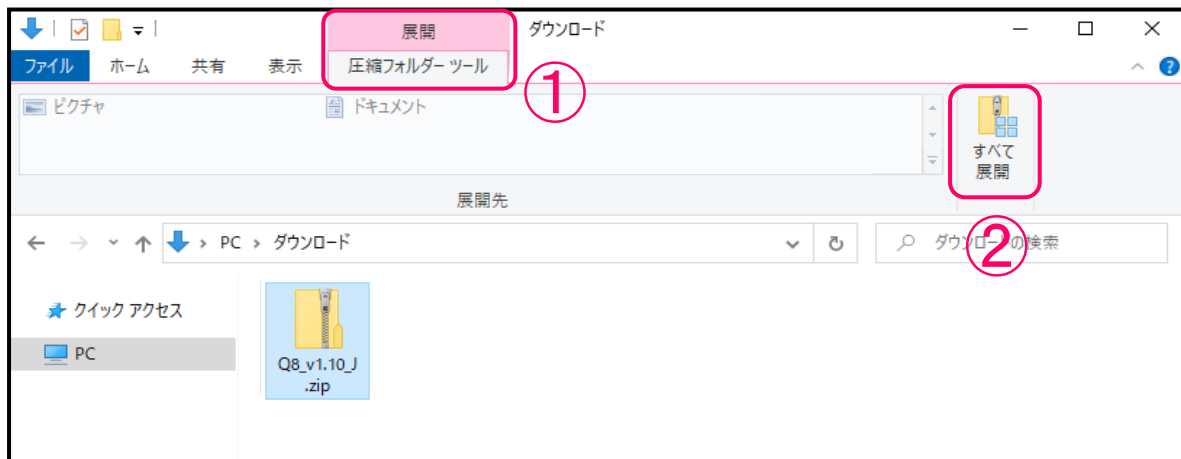 展開
ダウンロード
ファイル
ホーム
共有
表示
圧縮フォルダー ツール
①
ピクチャ
ドキュメント
すべて
展開
展開先
PC
ダウンロード
ダウンロードの検索
②
クイック アクセス
PC
Q8_v1.10_J
.zip